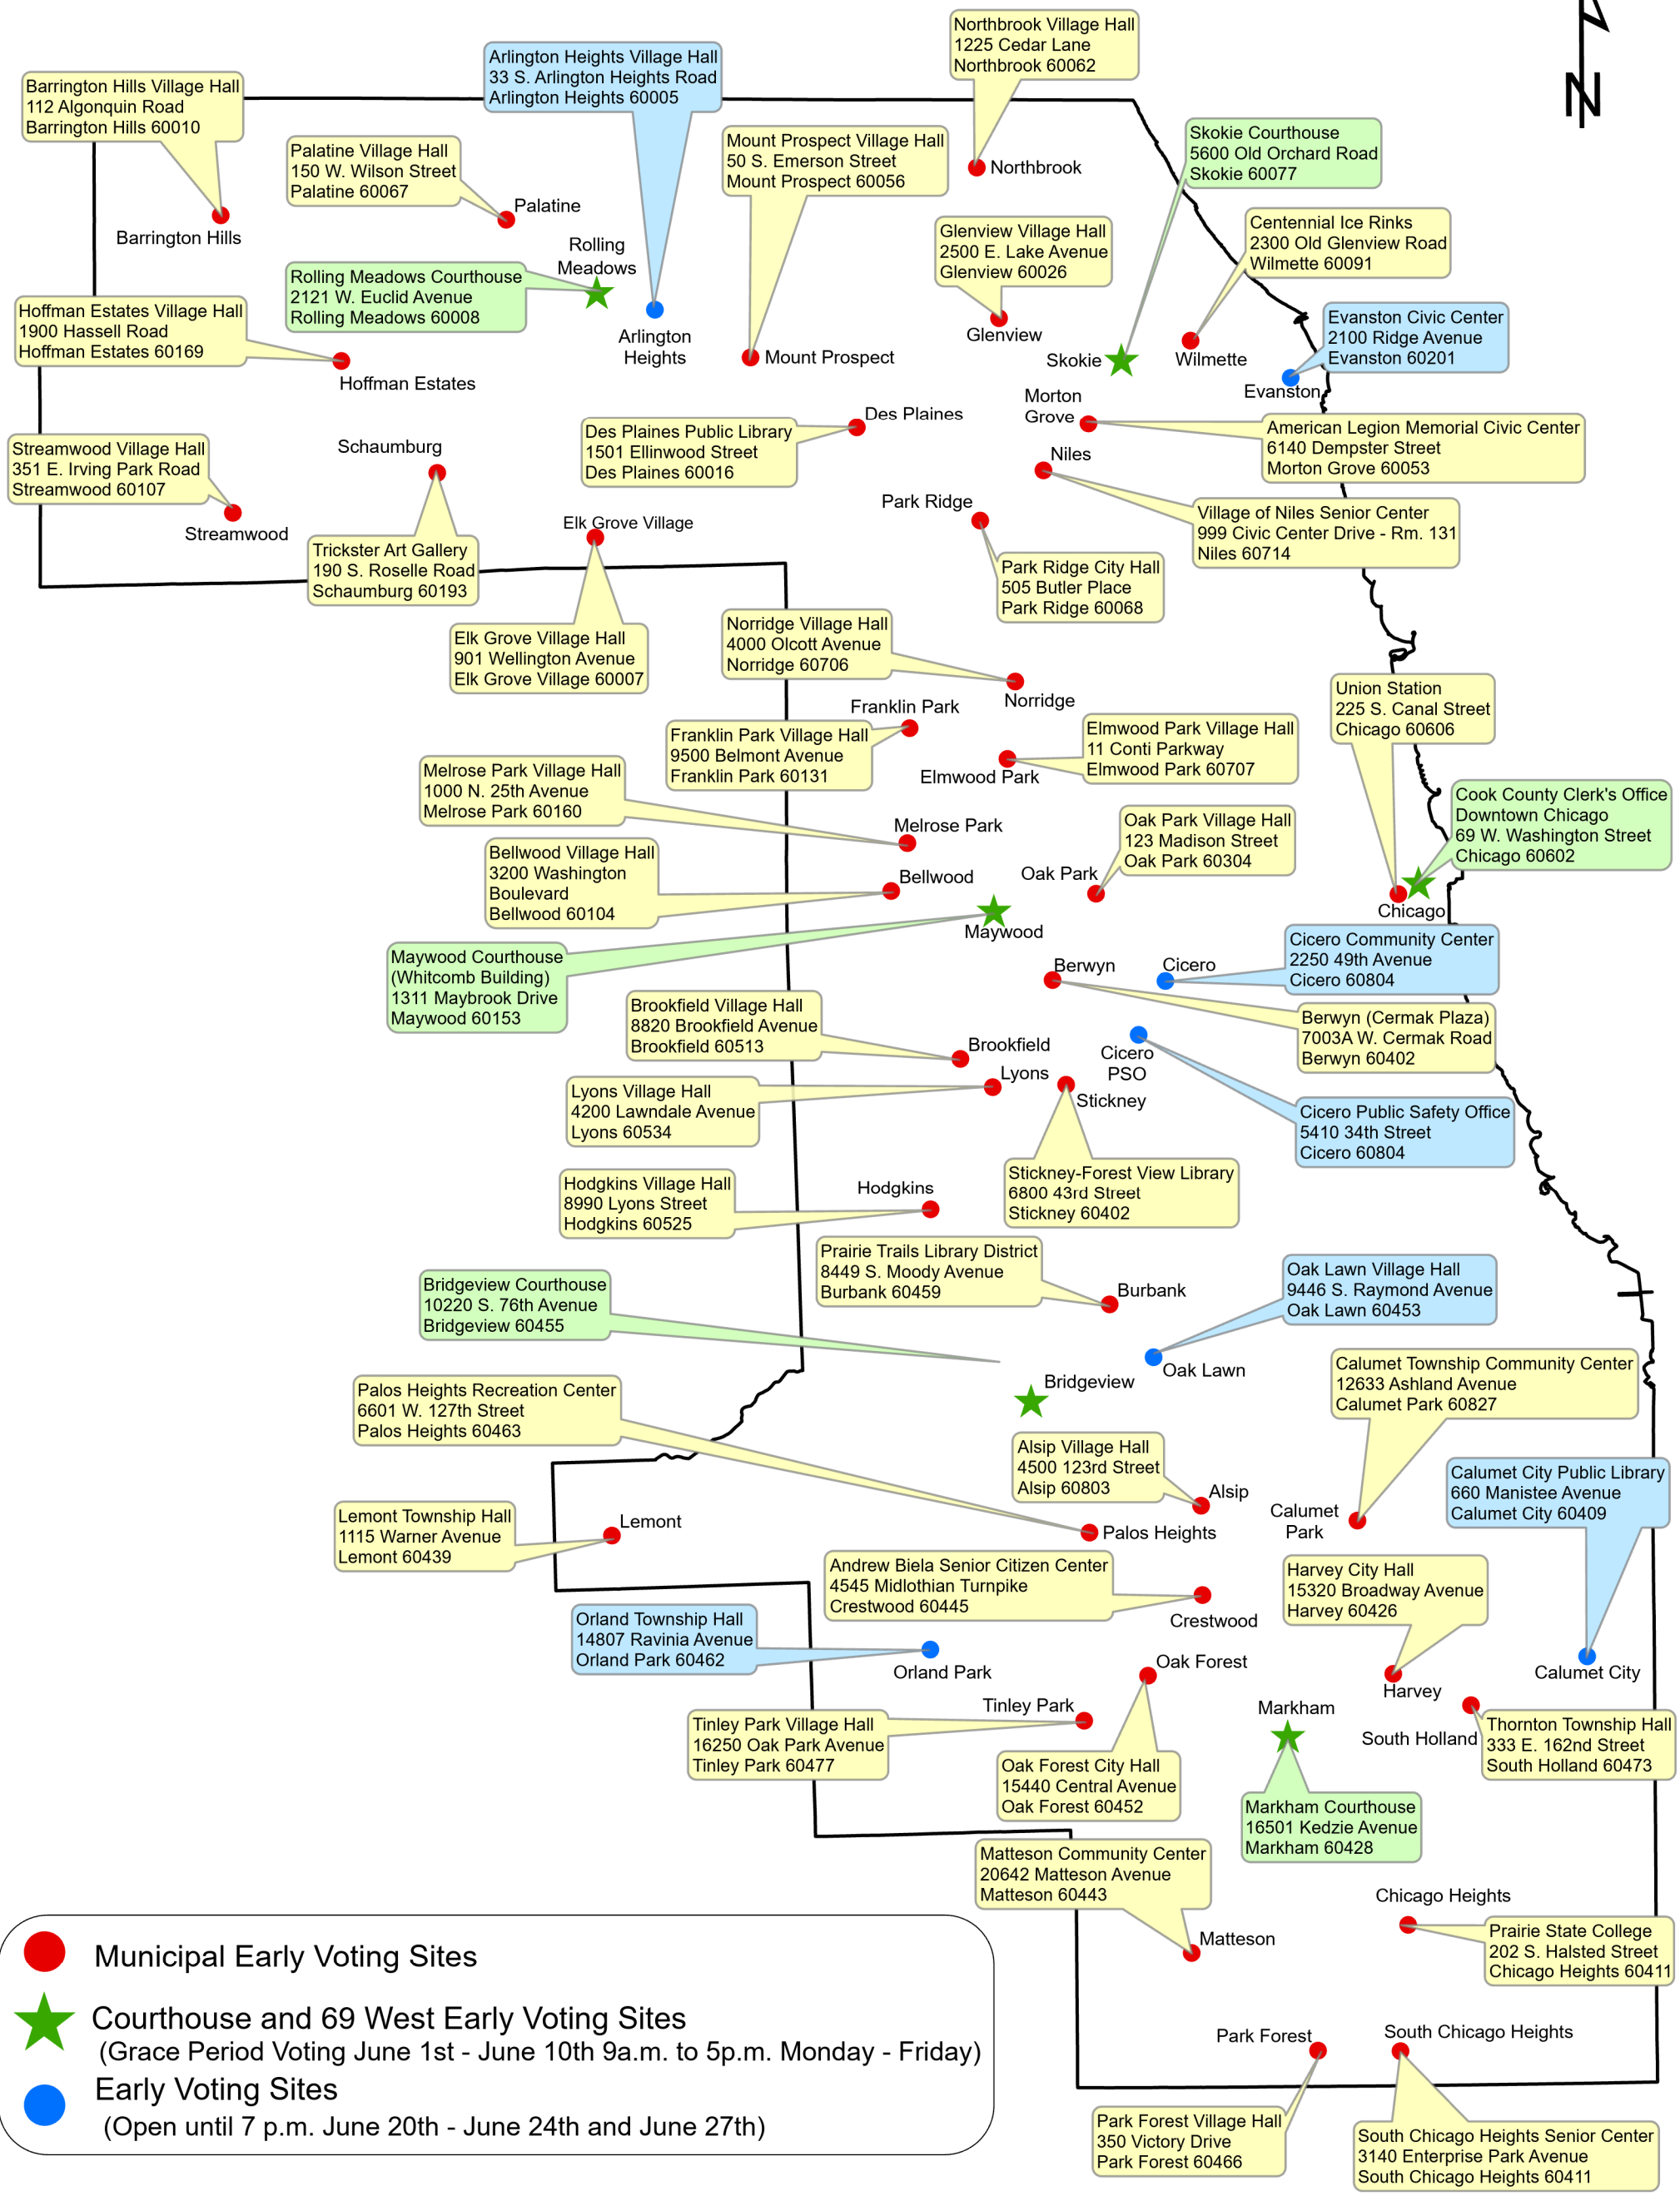 Northbrook Village Hall
1225 Cedar Lane
Northbrook 60062
N
Arlington Heights Village Hall
33 S. Arlington Heights Road
Arlington Heights 60005
Barrington Hills Village Hall
112 Algonquin Road
Barrington Hills 60010
Palatine Village Hall
150 W. Wilson Street
Palatine 60067
Mount Prospect Village Hall
50 S. Emerson Street
Mount Prospect 60056
Northbrook
Skokie Courthouse
5600 Old Orchard Road
Skokie 60077
Palatine
Barrington Hills
Rolling
Meadows
Glenview Village Hall
2500 E. Lake Avenue
Glenview 60026
Centennial Ice Rinks
2300 Old Glenview Road
Wilmette 60091
Rolling Meadows Courthouse
2121 W. Euclid Avenue
Rolling Meadows 60008
Hoffman Estates Village Hall
1900 Hassell Road
Hoffman Estates 60169
Arlington
Heights
Mount Prospect
Glenview
Skokie
Wilmette
Evanston Civic Center
2100 Ridge Avenue
Evanston 60201
Evanston
Hoffman Estates
Morton
Grove
Des Plaines
Des Plaines Public Library
1501 Ellinwood Street
Des Plaines 60016
American Legion Memorial Civic Center
6140 Dempster Street
Morton Grove 60053
Streamwood Village Hall
351 E. Irving Park Road
Streamwood 60107
Schaumburg
Niles
Park Ridge
Village of Niles Senior Center
999 Civic Center Drive - Rm. 131
Niles 60714
Streamwood
Elk Grove Village
Trickster Art Gallery
190 S. Roselle Road
Schaumburg 60193
Park Ridge City Hall
505 Butler Place
Park Ridge 60068
Elk Grove Village Hall
901 Wellington Avenue
Elk Grove Village 60007
Norridge Village Hall
4000 Olcott Avenue
Norridge 60706
Norridge
Union Station
225 S. Canal Street
Chicago 60606
Franklin Park
Franklin Park Village Hall
9500 Belmont Avenue
Franklin Park 60131
Elmwood Park Village Hall
11 Conti Parkway
Elmwood Park 60707
Elmwood Park
Melrose Park Village Hall
1000 N. 25th Avenue
Melrose Park 60160
Melrose Park
Oak Park Village Hall
123 Madison Street
Oak Park 60304
Cook County Clerk's Office
Downtown Chicago
69 W. Washington Street
Chicago 60602
Bellwood Village Hall
3200 Washington
Boulevard
Bellwood 60104
Bellwood
Oak Park
Chicago
Maywood
Maywood Courthouse
(Whitcomb Building)
1311 Maybrook Drive
Maywood 60153
Berwyn
Cicero
Cicero Community Center
2250 49th Avenue
Cicero 60804
Berwyn (Cermak Plaza)
7003A W. Cermak Road
Berwyn 60402
Brookfield Village Hall
8820 Brookfield Avenue
Brookfield 60513
Brookfield
Cicero
PSO
Lyons
Stickney
Lyons Village Hall
4200 Lawndale Avenue
Lyons 60534
Cicero Public Safety Office
5410 34th Street
Cicero 60804
Hodgkins Village Hall
8990 Lyons Street
Hodgkins 60525
Hodgkins
Stickney-Forest View Library
6800 43rd Street
Stickney 60402
Prairie Trails Library District
8449 S. Moody Avenue
Burbank 60459
Burbank
Oak Lawn Village Hall
9446 S. Raymond Avenue
Oak Lawn 60453
Bridgeview Courthouse
10220 S. 76th Avenue
Bridgeview 60455
Oak Lawn
Bridgeview
Calumet Township Community Center
12633 Ashland Avenue
Calumet Park 60827
Palos Heights Recreation Center
6601 W. 127th Street
Palos Heights 60463
Alsip Village Hall
4500 123rd Street
Alsip 60803
Alsip
Calumet City Public Library
660 Manistee Avenue
Calumet City 60409
Calumet
Park
Lemont Township Hall
1115 Warner Avenue
Lemont 60439
Lemont
Palos Heights
Andrew Biela Senior Citizen Center
4545 Midlothian Turnpike
Crestwood 60445
Crestwood
Harvey City Hall
15320 Broadway Avenue
Harvey 60426
Orland Township Hall
14807 Ravinia Avenue
Orland Park 60462
Orland Park
Oak Forest
Calumet City
Harvey
Tinley Park
Markham
South Holland
Tinley Park Village Hall
16250 Oak Park Avenue
Tinley Park 60477
Thornton Township Hall
333 E. 162nd Street
South Holland 60473
Oak Forest City Hall
15440 Central Avenue
Oak Forest 60452
Markham Courthouse
16501 Kedzie Avenue
Markham 60428
Matteson Community Center
20642 Matteson Avenue
Matteson 60443
Chicago Heights
Matteson
Prairie State College
202 S. Halsted Street
Chicago Heights 60411
Municipal Early Voting Sites
Courthouse and 69 West Early Voting Sites
(Grace Period Voting June 1st - June 10th 9a.m. to 5p.m. Monday - Friday)
Early Voting Sites
(Open until 7 p.m. June 20th - June 24th and June 27th)
Park Forest
South Chicago Heights
Park Forest Village Hall
350 Victory Drive
Park Forest 60466
South Chicago Heights Senior Center
3140 Enterprise Park Avenue
South Chicago Heights 60411